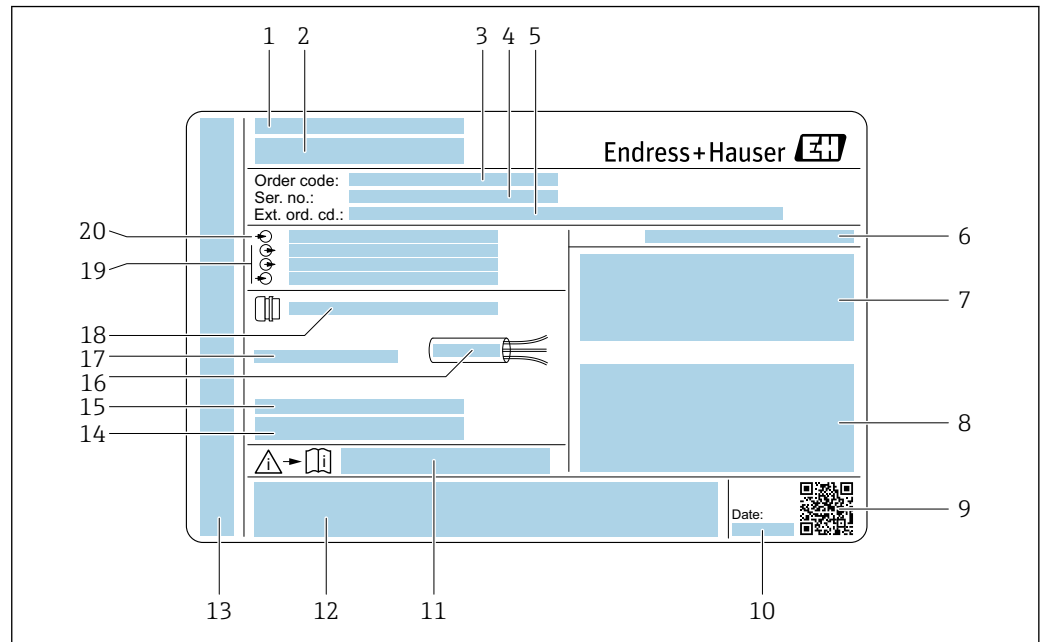 1 2 3 4 5
Endress+Hauser EH
Order code:
Ser. no.:
Ext. ord. cd.:
20
19
6
7
18
17
16
15
14
8
i i
Date:
9
13 12 11 10